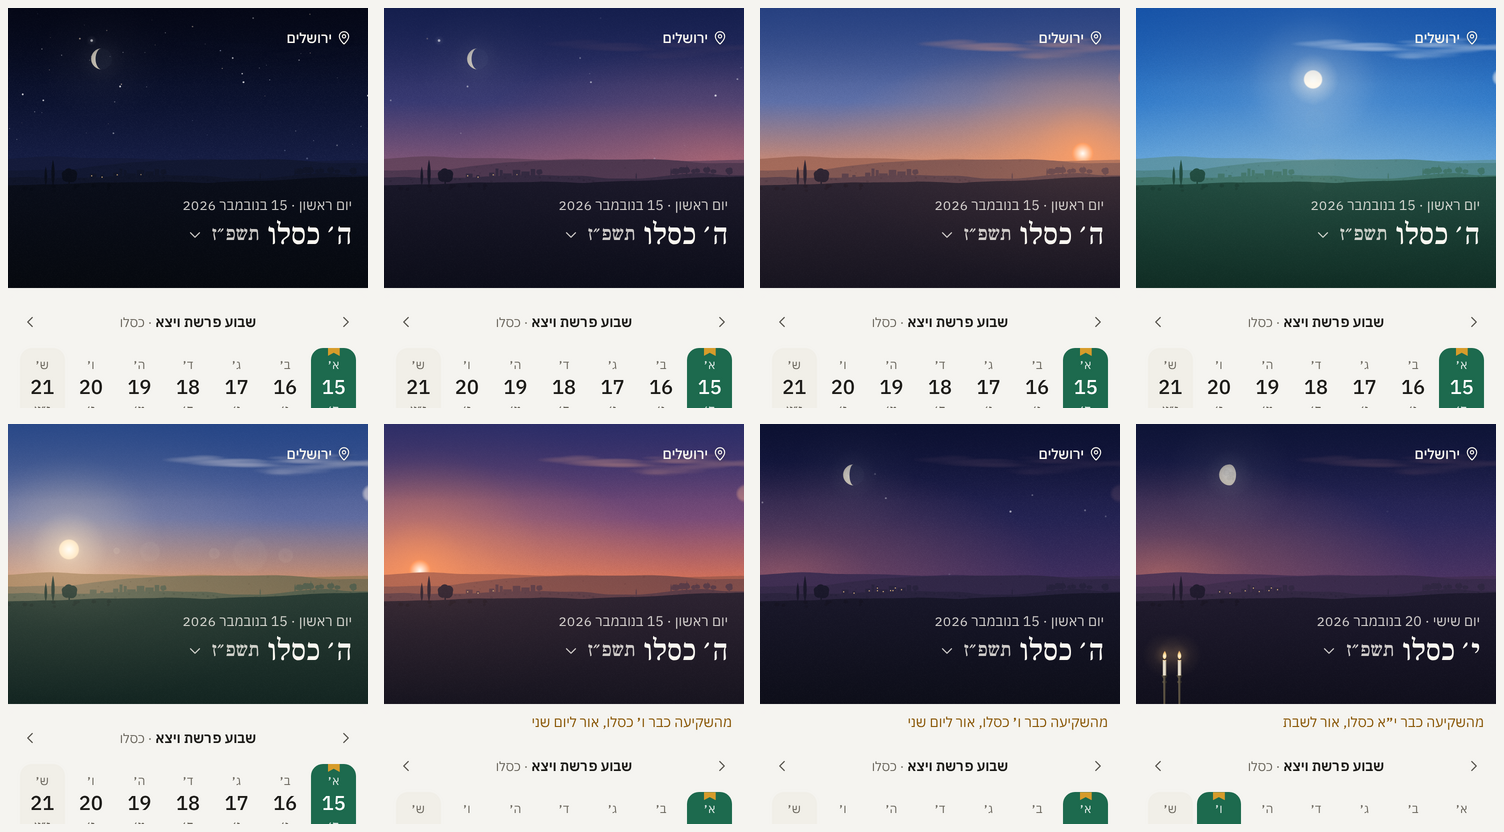 ירושלים
יום ראשון · 15 בנובמבר 2026
ה׳ כסלו תשפ״ז
שבוע פרשת ויצא · כסלו
א׳ ב׳ ג׳ ד׳ ה׳ ו׳ ש׳
15 16 17 18 19 20 21
ירושלים
יום ראשון · 15 בנובמבר 2026
ה׳ כסלו תשפ״ז
שבוע פרשת ויצא · כסלו
א׳ ב׳ ג׳ ד׳ ה׳ ו׳ ש׳
15 16 17 18 19 20 21
ירושלים
יום ראשון · 15 בנובמבר 2026
ה׳ כסלו תשפ״ז
שבוע פרשת ויצא · כסלו
א׳ ב׳ ג׳ ד׳ ה׳ ו׳ ש׳
15 16 17 18 19 20 21
ירושלים
יום ראשון · 15 בנובמבר 2026
ה׳ כסלו תשפ״ז
שבוע פרשת ויצא · כסלו
א׳ ב׳ ג׳ ד׳ ה׳ ו׳ ש׳
15 16 17 18 19 20 21
ירושלים
יום ראשון · 15 בנובמבר 2026
ה׳ כסלו תשפ״ז
שבוע פרשת ויצא · כסלו
א׳ ב׳ ג׳ ד׳ ה׳ ו׳ ש׳
15 16 17 18 19 20 21
ירושלים
יום ראשון · 15 בנובמבר 2026
ה׳ כסלו תשפ״ז
מהשקיעה כבר ו׳ כסלו, אור ליום שני
שבוע פרשת ויצא · כסלו
א׳ ב׳ ג׳ ד׳ ה׳ ו׳ ש׳
ירושלים
יום ראשון · 15 בנובמבר 2026
ה׳ כסלו תשפ״ז
מהשקיעה כבר ו׳ כסלו, אור ליום שני
שבוע פרשת ויצא · כסלו
א׳ ב׳ ג׳ ד׳ ה׳ ו׳ ש׳
ירושלים
יום שישי · 20 בנובמבר 2026
י׳ כסלו תשפ״ז
מהשקיעה כבר י״א כסלו, אור לשבת
שבוע פרשת ויצא · כסלו
א׳ ב׳ ג׳ ד׳ ה׳ ו׳ ש׳